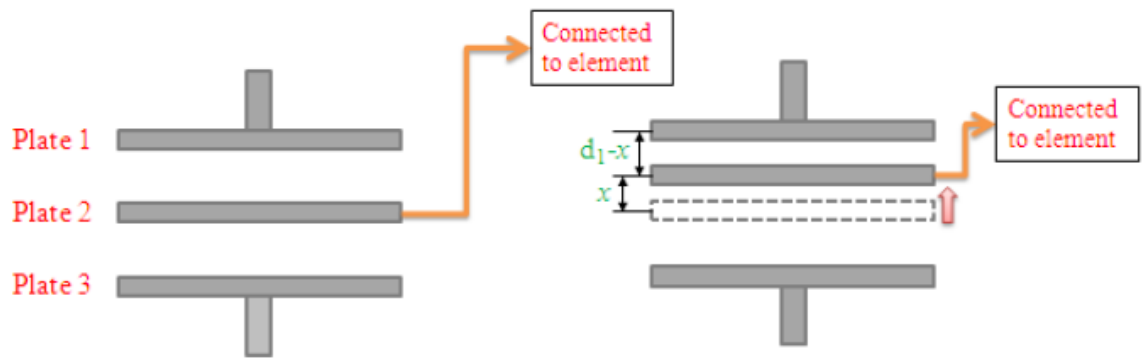 Connected
to element
Plate 1
Plate 2
Plate 3
Connected
to element
d₁-x
x